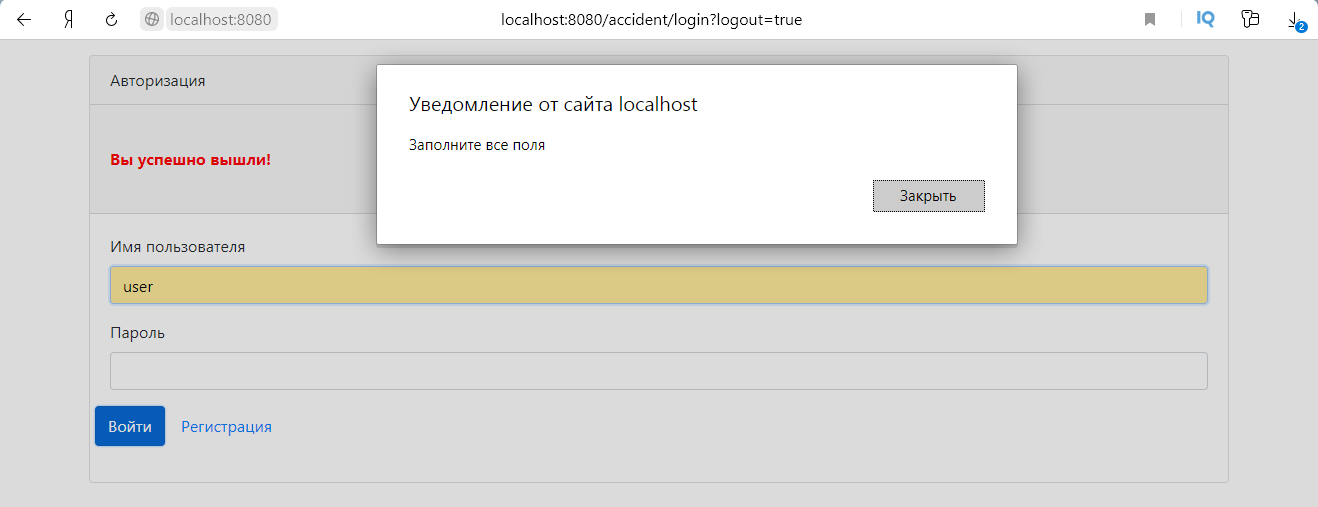 Я localhost:8080 localhost:8080/accident/login?logout=true IQ 2
Авторизация
Уведомление от сайта localhost
Заполните все поля
Вы успешно вышли!
Закрыть
Имя пользователя
user
Пароль
Войти Регистрация